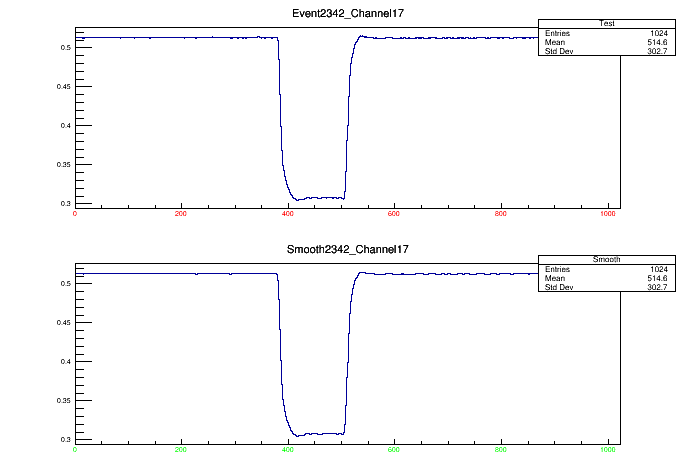 Event2342_Channel17
Test
Entries 1024
Mean 514.6
Std Dev 302.7
0.5
0.45
0.4
0.35
0.3
0 200 400 600 800 1000
Smooth2342_Channel17
Smooth
Entries 1024
Mean 514.6
Std Dev 302.7
0.5
0.45
0.4
0.35
0.3
0 200 400 600 800 1000